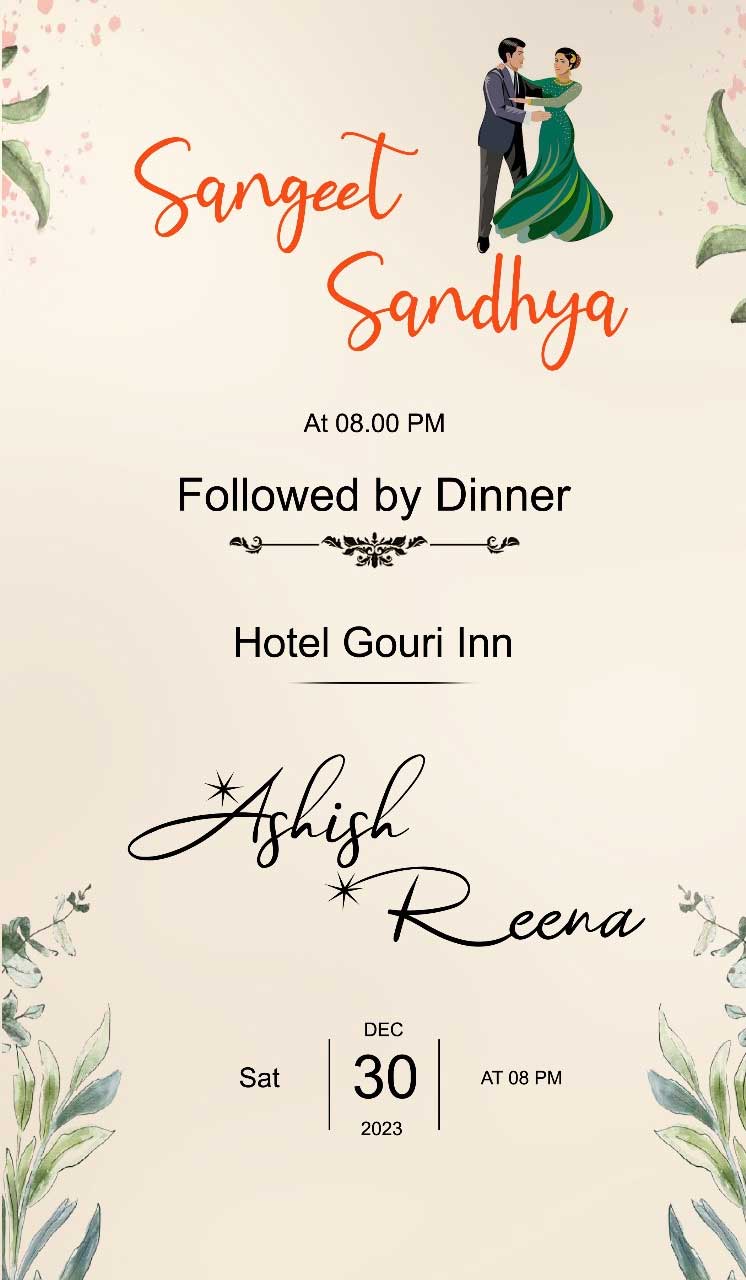 Sangeet
Sandhya
At 08.00 PM
Followed by Dinner
Hotel Gouri Inn
Ashish
Reena
DEC
Sat 30 AT 08 PM
2023